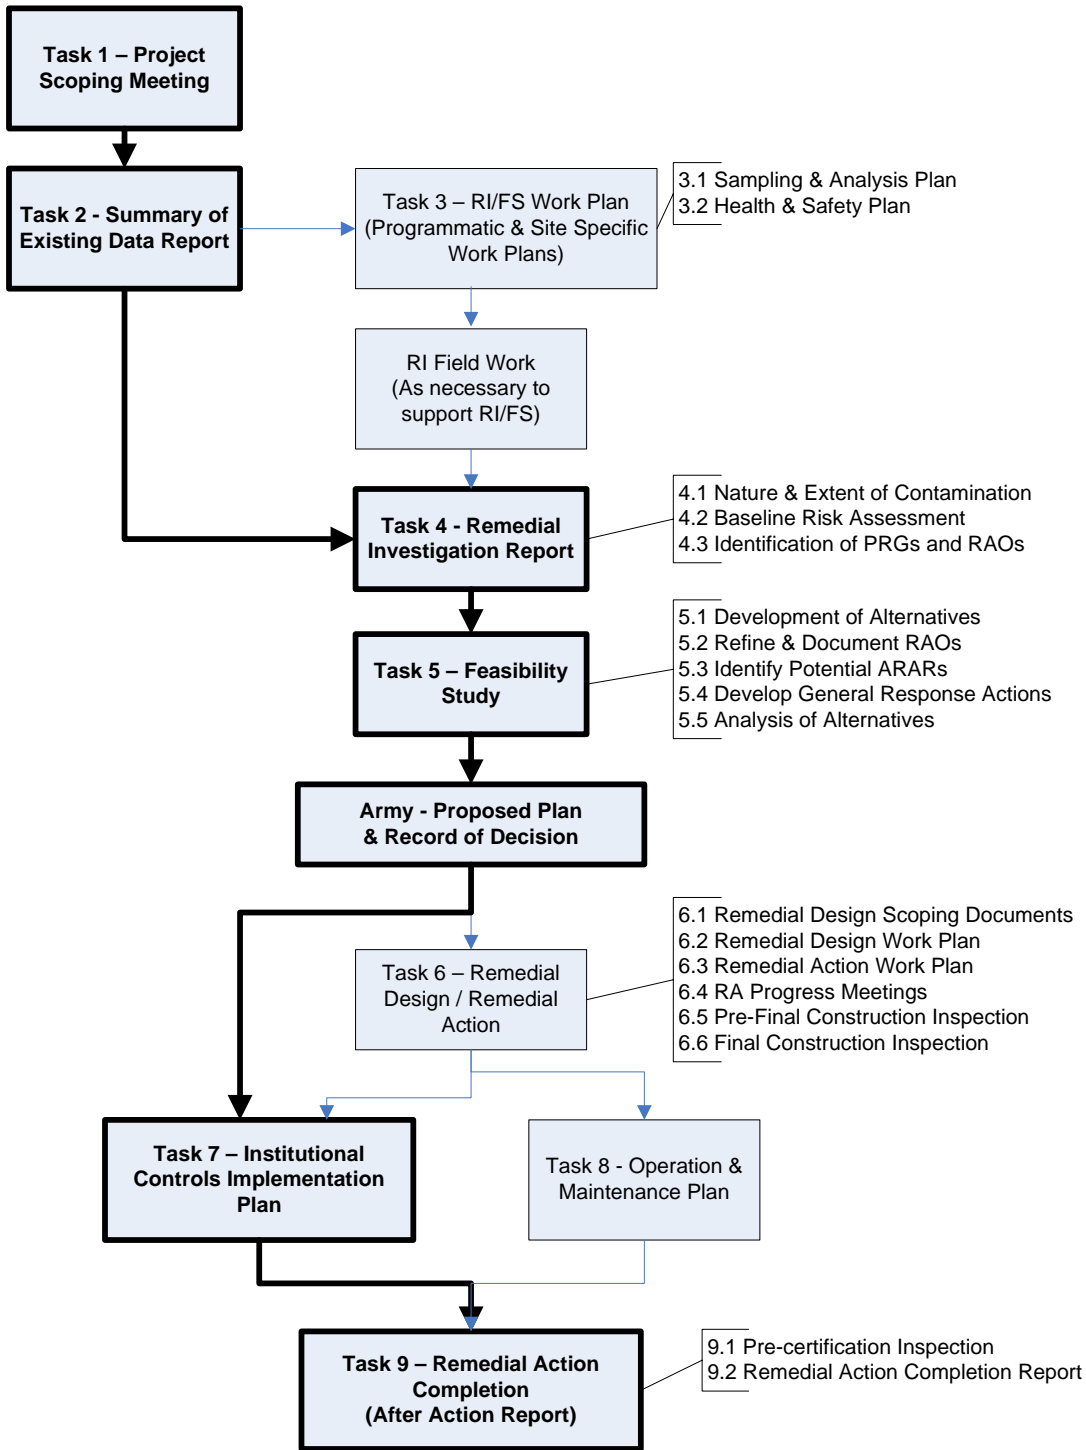 Task 1 – Project
Scoping Meeting
Task 2 - Summary of
Existing Data Report
Task 3 – RI/FS Work Plan
(Programmatic & Site Specific
Work Plans)
3.1 Sampling & Analysis Plan
3.2 Health & Safety Plan
RI Field Work
(As necessary to
support RI/FS)
Task 4 - Remedial
Investigation Report
4.1 Nature & Extent of Contamination
4.2 Baseline Risk Assessment
4.3 Identification of PRGs and RAOs
Task 5 – Feasibility
Study
5.1 Development of Alternatives
5.2 Refine & Document RAOs
5.3 Identify Potential ARARs
5.4 Develop General Response Actions
5.5 Analysis of Alternatives
Army - Proposed Plan
& Record of Decision
Task 6 – Remedial
Design / Remedial
Action
6.1 Remedial Design Scoping Documents
6.2 Remedial Design Work Plan
6.3 Remedial Action Work Plan
6.4 RA Progress Meetings
6.5 Pre-Final Construction Inspection
6.6 Final Construction Inspection
Task 7 – Institutional
Controls Implementation
Plan
Task 8 - Operation &
Maintenance Plan
Task 9 – Remedial Action
Completion
(After Action Report)
9.1 Pre-certification Inspection
9.2 Remedial Action Completion Report